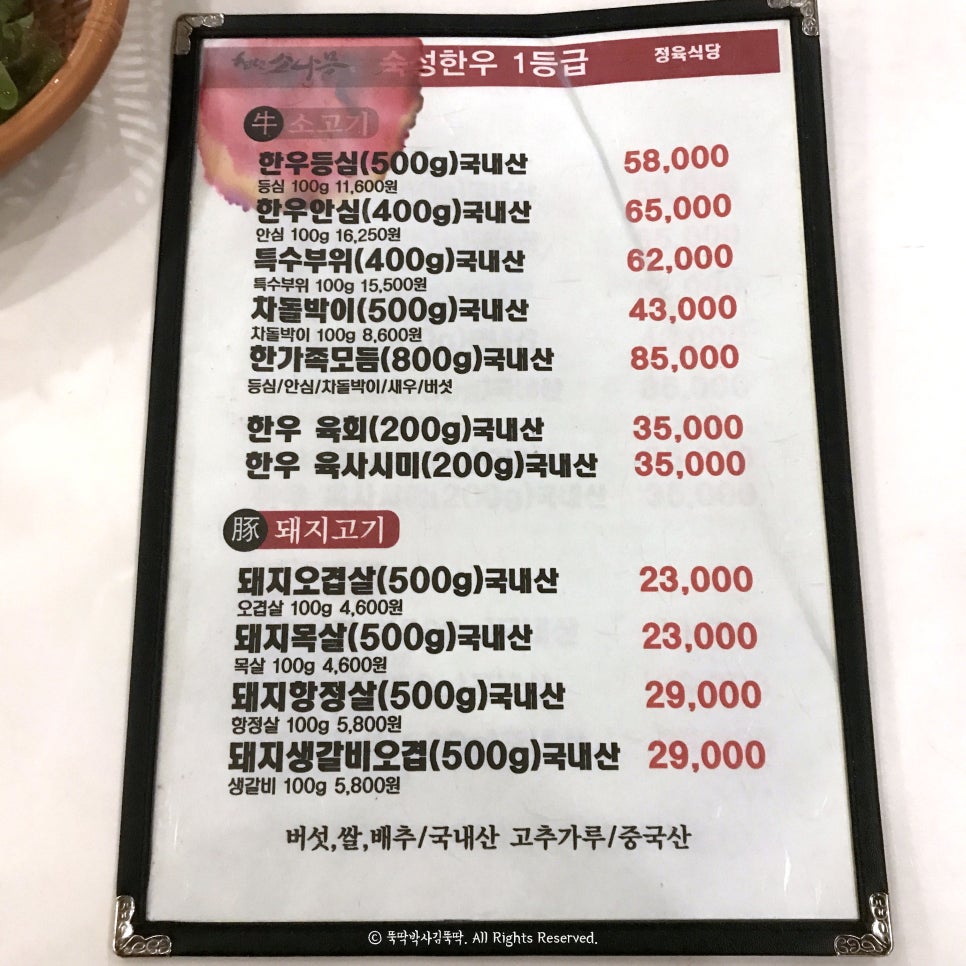 숙성한우 1등급 정육식당
牛 소고기
한우등심(500g)국내산 58,000
등심 100g 11,600원
한우안심(400g)국내산 65,000
안심 100g 16,250원
특수부위(400g)국내산 62,000
특수부위 100g 15,500원
차돌박이(500g)국내산 43,000
차돌박이 100g 8,600원
한가족모듬(800g)국내산 85,000
등심/안심/차돌박이/새우/버섯
한우 육회(200g)국내산 35,000
한우 육사시미(200g)국내산 35,000
豚 돼지고기
돼지오겹살(500g)국내산 23,000
오겹살 100g 4,600원
돼지목살(500g)국내산 23,000
목살 100g 4,600원
돼지항정살(500g)국내산 29,000
항정살 100g 5,800원
돼지생갈비오겹(500g)국내산 29,000
생갈비 100g 5,800원
버섯,쌀,배추/국내산 고추가루/중국산
© 뚝딱박사김뚝딱. All Rights Reserved.